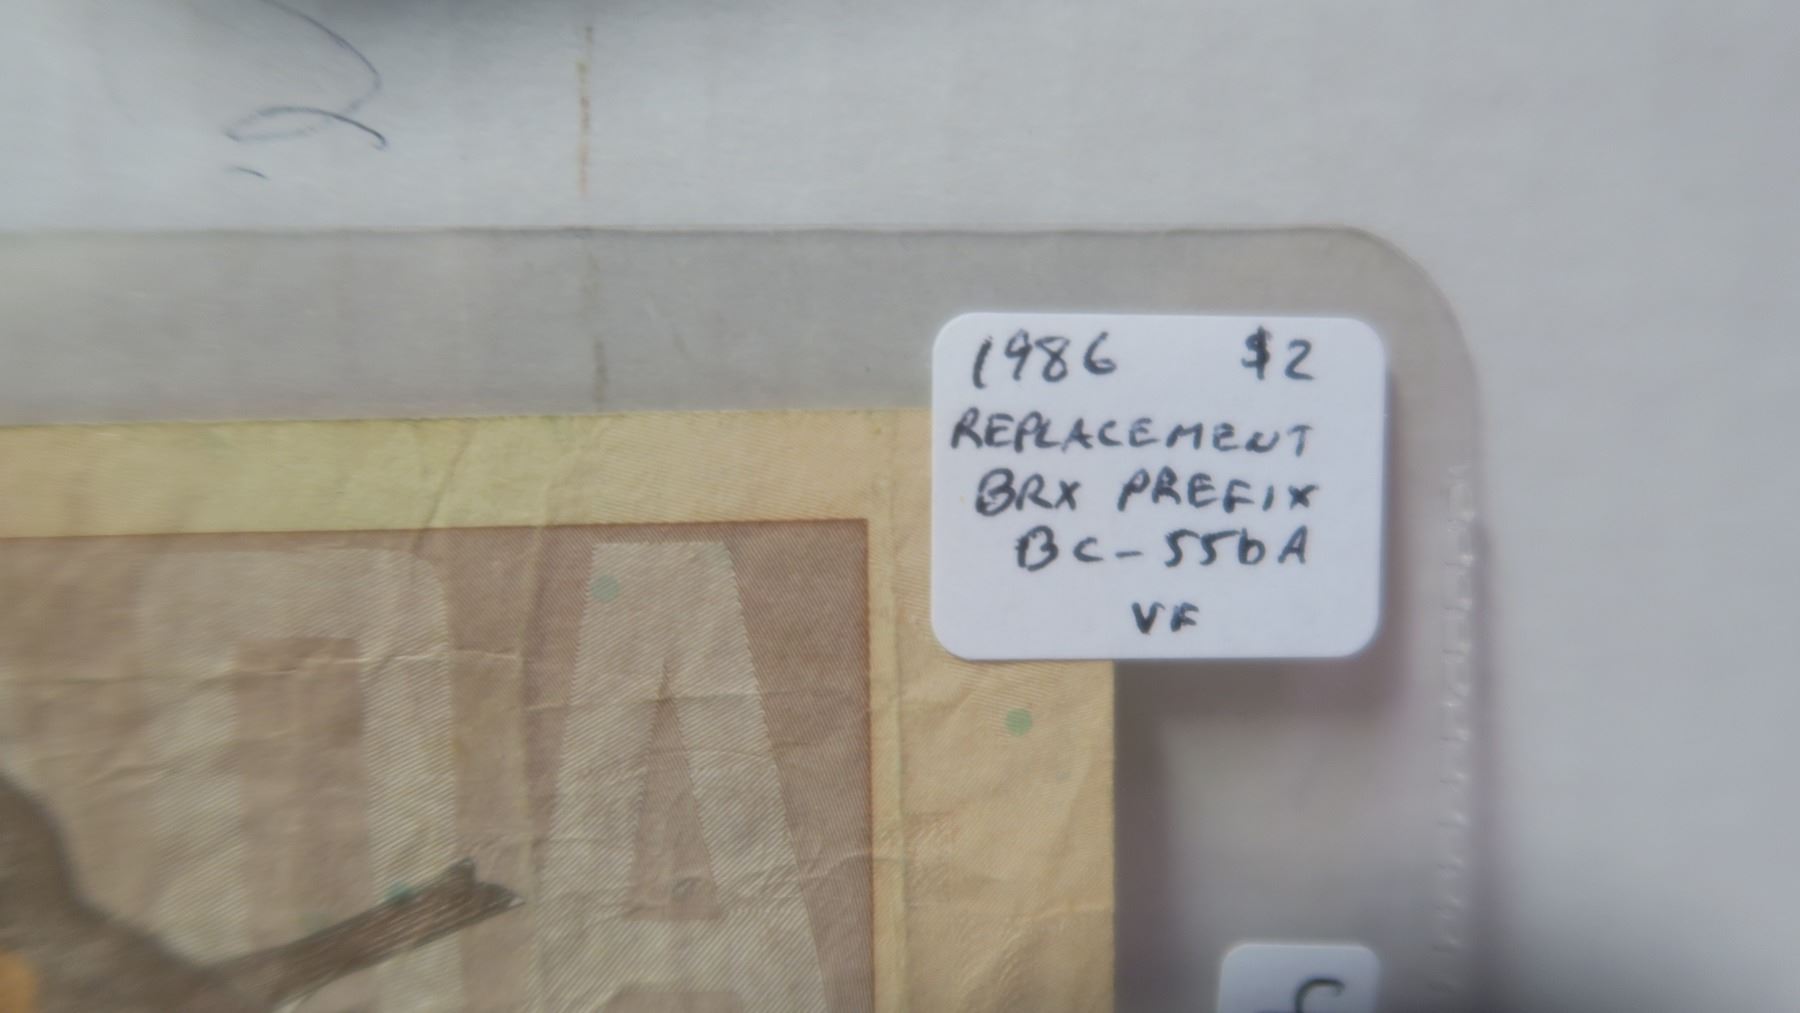 1986 $2
REPLACEMENT
BRX PREFIX
BC-55bA
VF